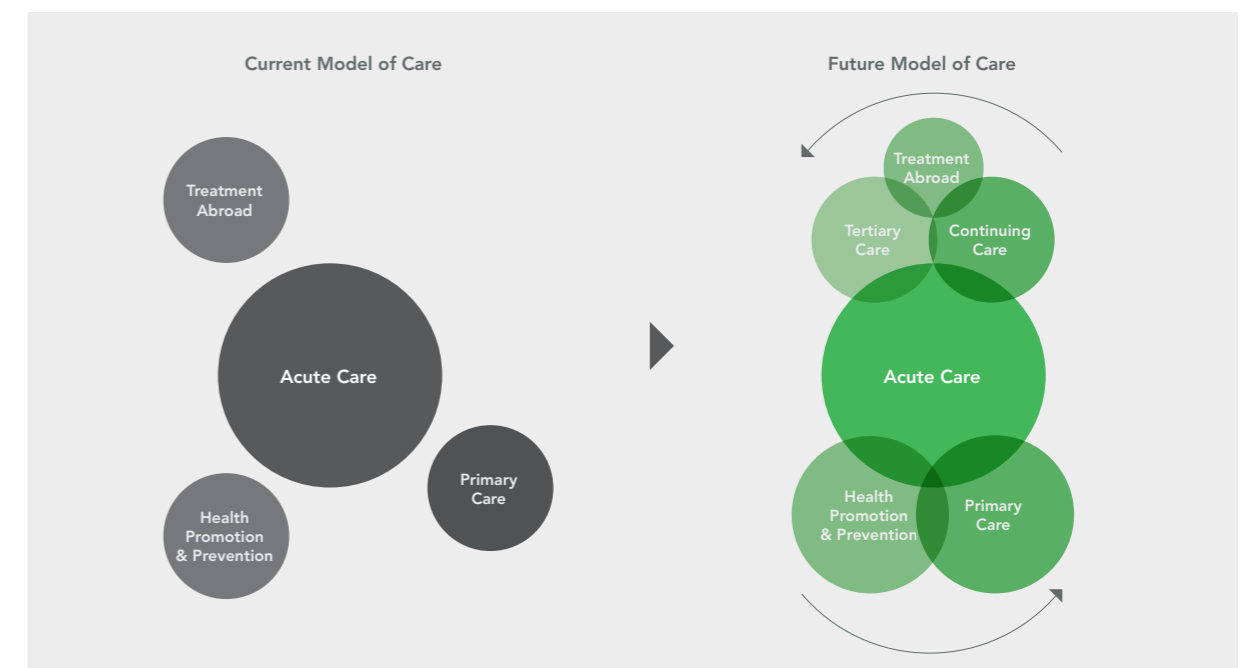 Current Model of Care
Treatment
Abroad
Acute Care
Primary
Care
Health
Promotion
& Prevention
Future Model of Care
Treatment
Abroad
Tertiary
Care
Continuing
Care
Acute Care
Health
Promotion
& Prevention
Primary
Care